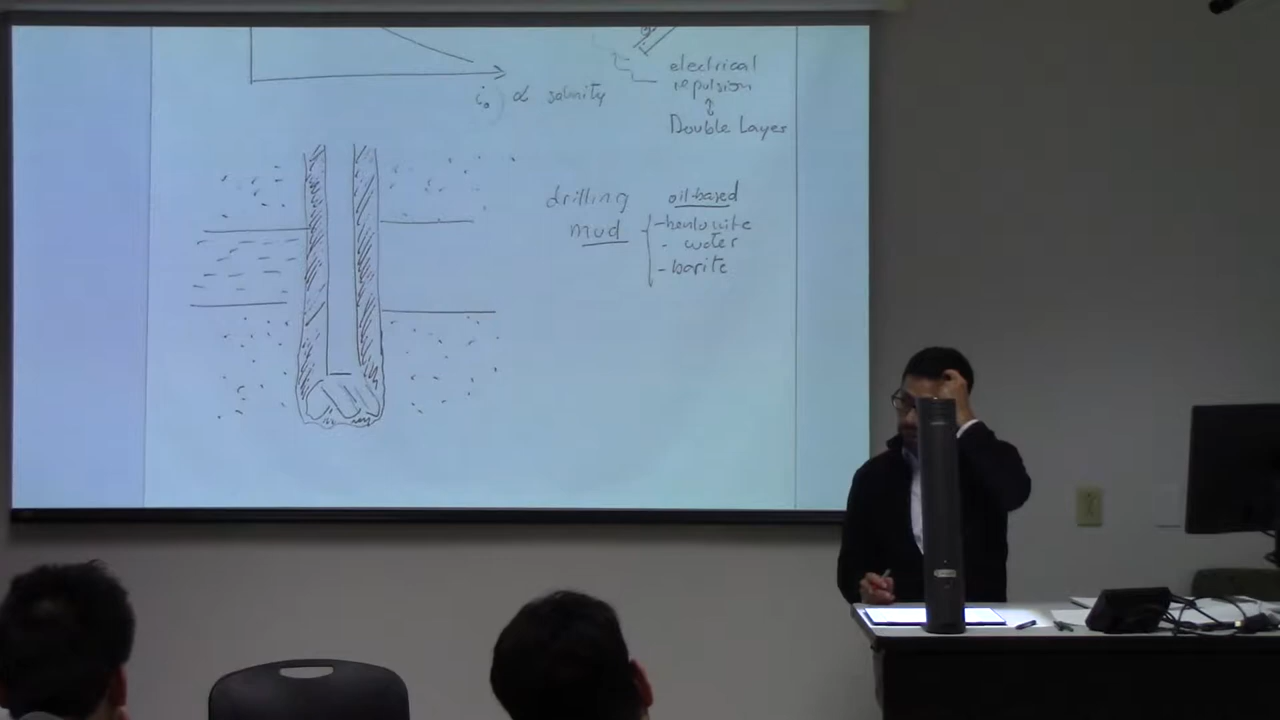 electrical
repulsion
i₀) ∝ salinity
Double Layer
drilling oil-based
mud - bentonite
- water
- barite